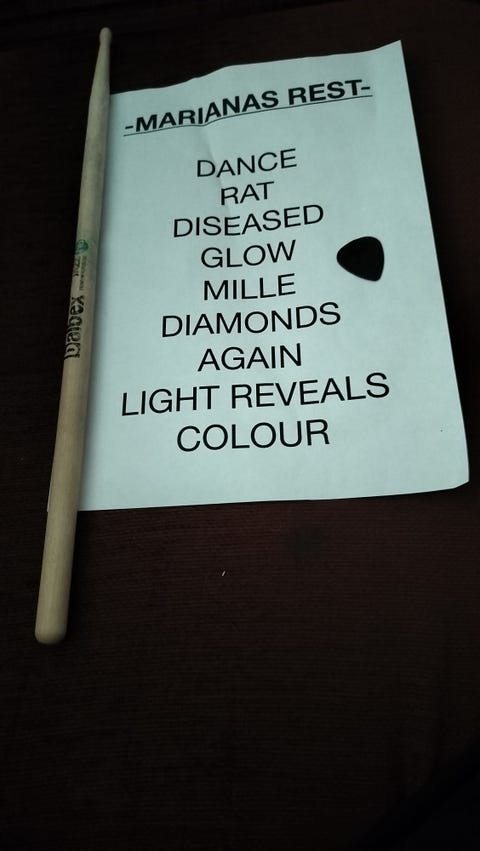 -MARIANAS REST-
DANCE
RAT
DISEASED
GLOW
MILLE
DIAMONDS
AGAIN
LIGHT REVEALS
COLOUR